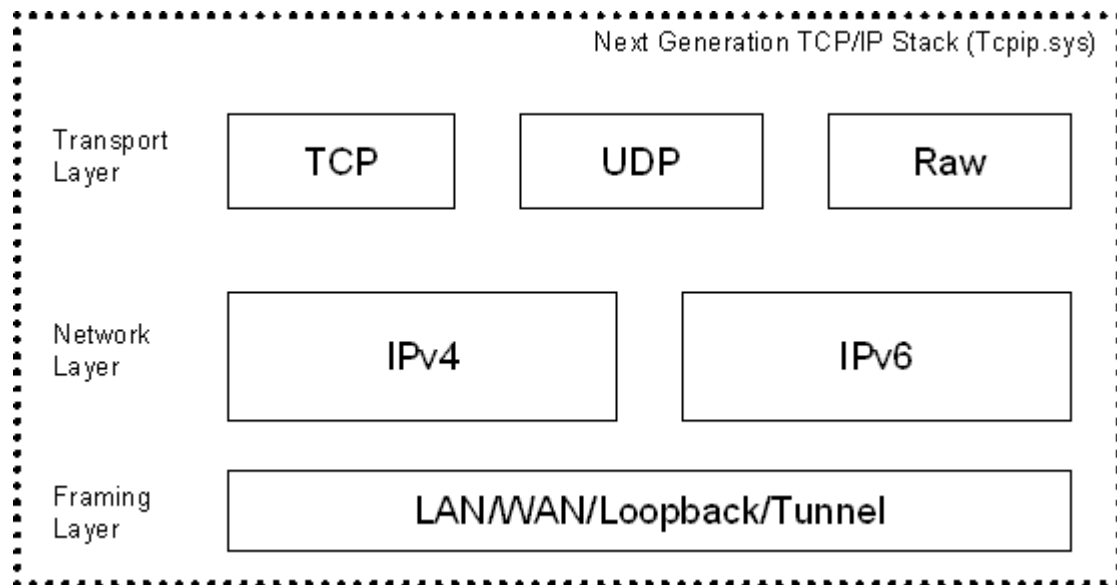 Next Generation TCP/IP Stack (Tcpip.sys)
Transport
Layer
TCP
UDP
Raw
Network
Layer
IPv4
IPv6
Framing
Layer
LAN/WAN/Loopback/Tunnel